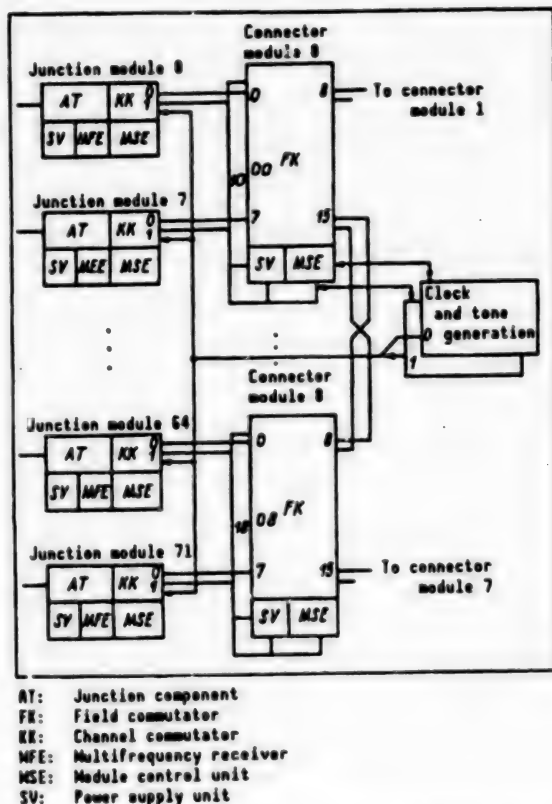 Connector
module 0
Junction module 0
AT KK 0
1
SV MFE MSE
0
8
To connector
module 1
10 00 FK
Junction module 7
AT KK 0
1
SV MFE MSE
7
15
SV MSE
Clock
and tone
generation
0
1
Connector
module 8
Junction module 64
AT KK 0
1
SV MFE MSE
0
8
18 08 FK
Junction module 71
AT KK 0
1
SV MFE MSE
7
15
To connector
module 7
SV MSE
AT: Junction component
FK: Field commutator
KK: Channel commutator
MFE: Multifrequency receiver
MSE: Module control unit
SV: Power supply unit